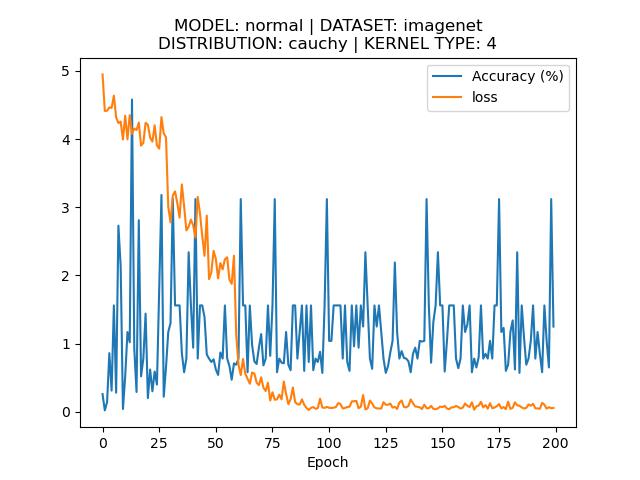 MODEL: normal | DATASET: imagenet
DISTRIBUTION: cauchy | KERNEL TYPE: 4
Accuracy (%)
loss
5
4
3
2
1
0
0 25 50 75 100 125 150 175 200
Epoch